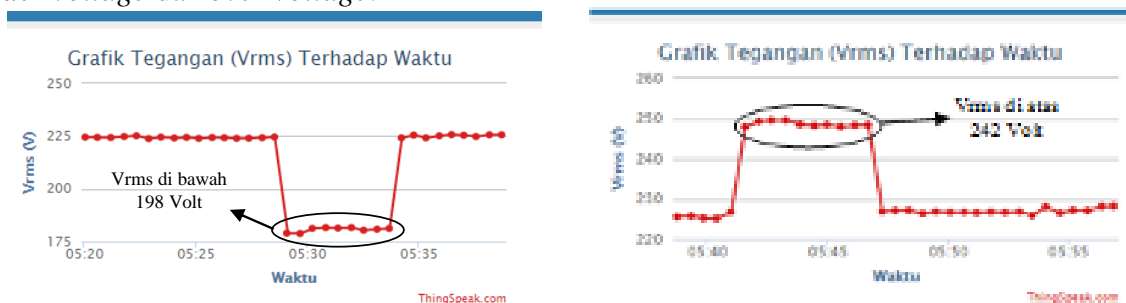 Grafik Tegangan (Vrms) Terhadap Waktu
250
225
200
175
Vrms (V)
Vrms di bawah
198 Volt
05:20
05:25
05:30
05:35
Waktu
ThingSpeak.com
Grafik Tegangan (Vrms) Terhadap Waktu
260
250
240
230
220
Vrms (V)
Vrms di atas
242 Volt
05:40
05:45
05:50
05:55
Waktu
ThingSpeak.com